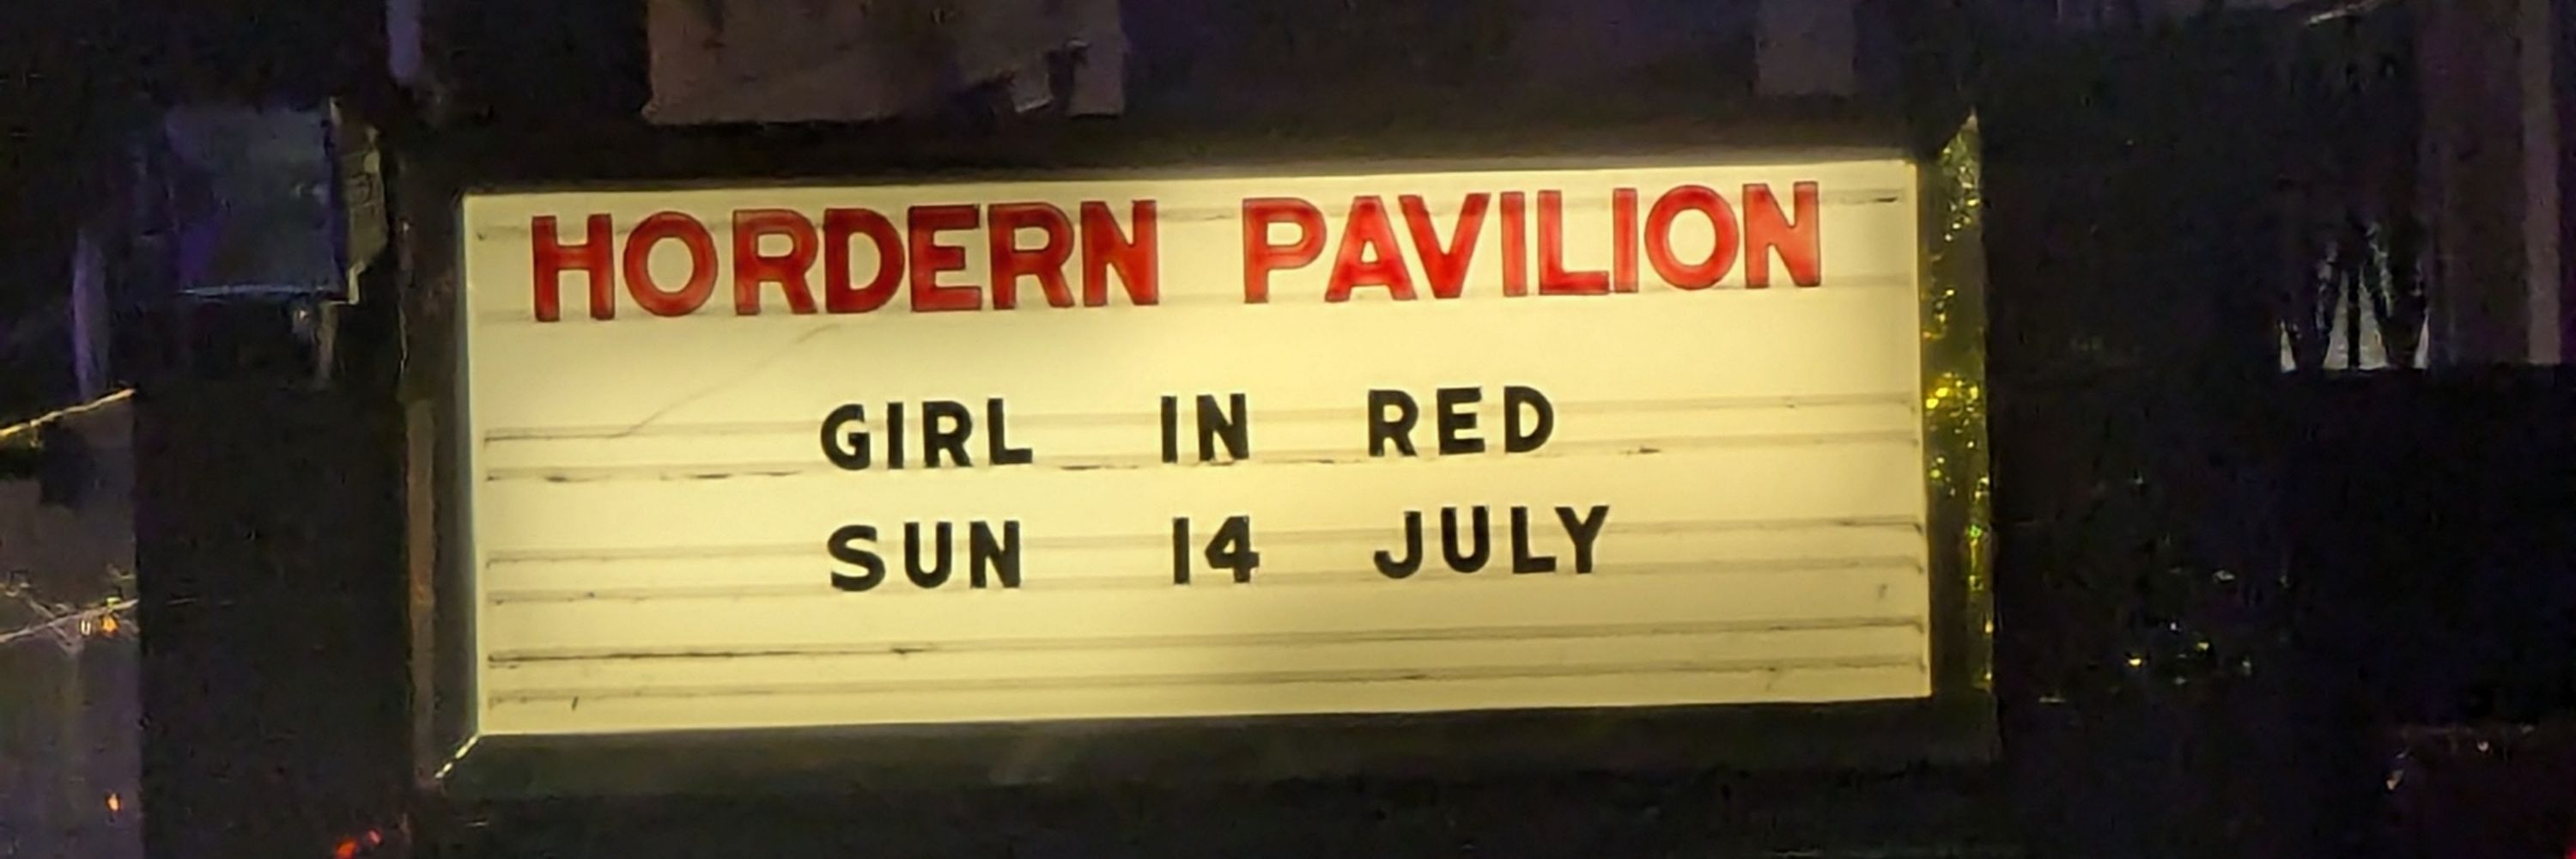 HORDERN PAVILION
GIRL IN RED
SUN 14 JULY